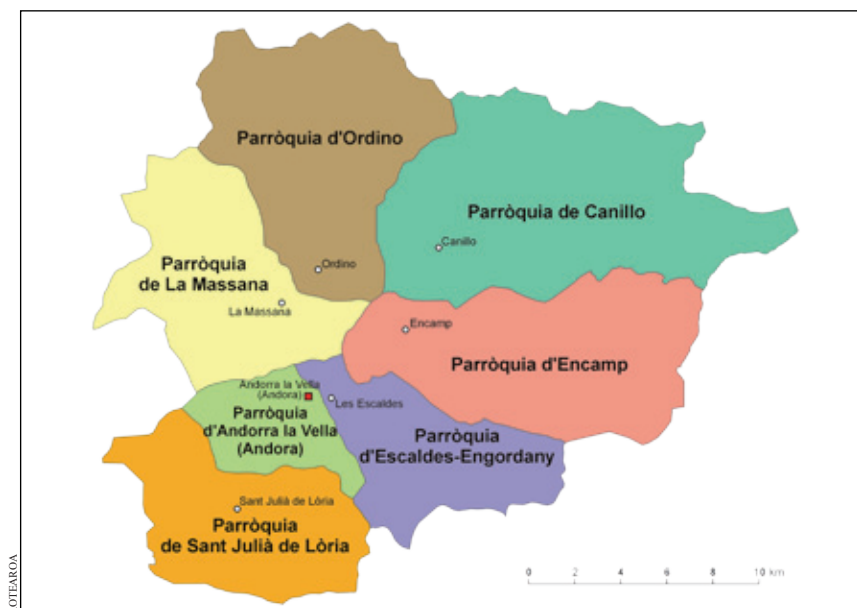 Parròquia d'Ordino
Parròquia de Canillo
Canillo
Ordino
Parròquia
de La Massana
La Massana
Encamp
Parròquia d'Encamp
Andorra la Vella
(Andora)
Les Escaldes
Parròquia
d'Andorra la Vella
(Andora)
Parròquia
d'Escaldes-Engordany
Sant Julià de Lòria
Parròquia
de Sant Julià de Lòria
0 2 4 6 8 10 km
OTEAROA